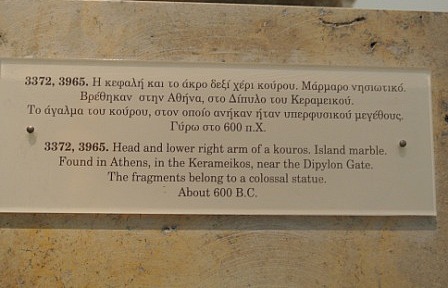 3372, 3965. Η κεφαλή και το άκρο δεξί χέρι κούρου. Μάρμαρο νησιωτικό.
Βρέθηκαν στην Αθήνα, στο Δίπυλο του Κεραμεικού.
Το άγαλμα του κούρου, στον οποίο ανήκαν ήταν υπερφυσικού μεγέθους.
Γύρω στο 600 π.Χ.
3372, 3965. Head and lower right arm of a kouros. Island marble.
Found in Athens, in the Kerameikos, near the Dipylon Gate.
The fragments belong to a colossal statue.
About 600 B.C.